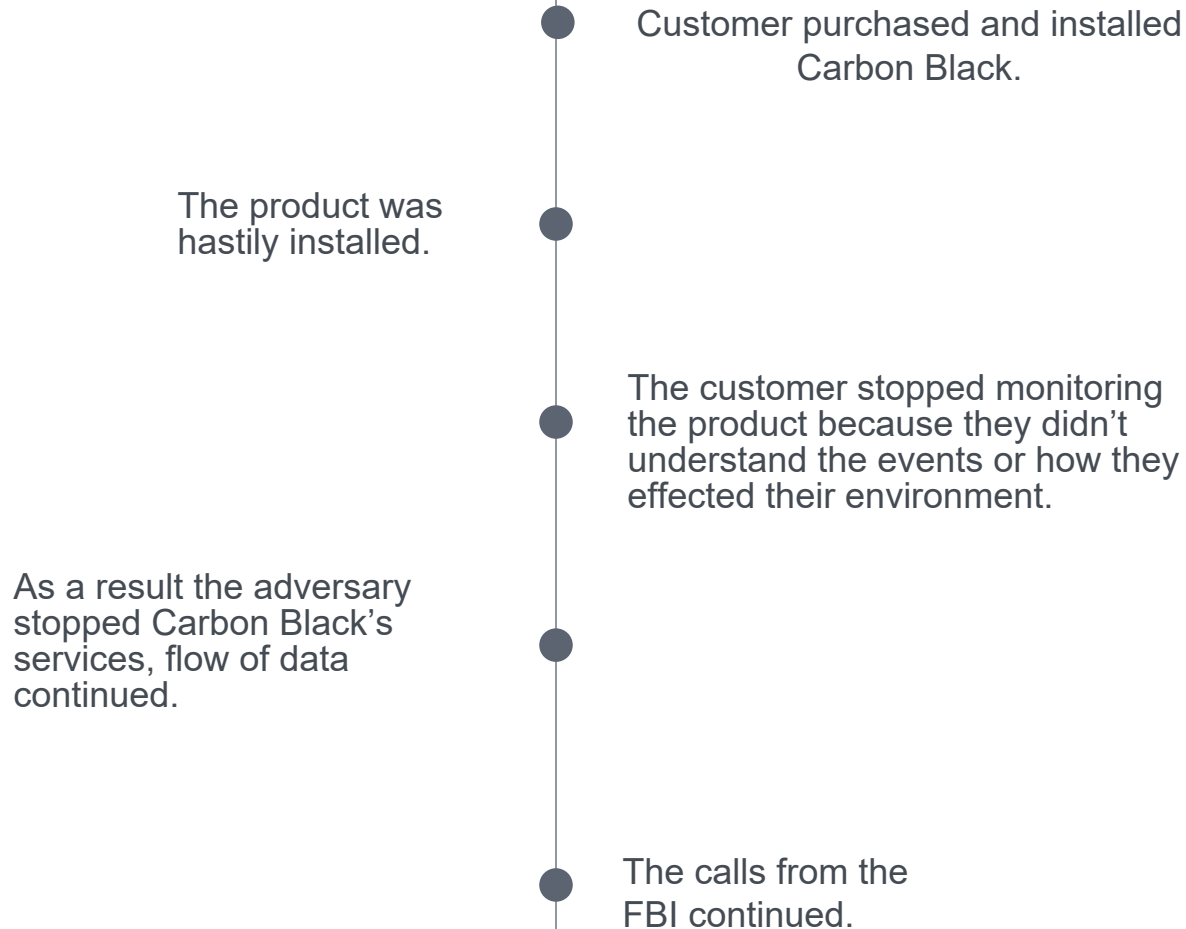 Customer purchased and installed
Carbon Black.
The product was
hastily installed.
The customer stopped monitoring
the product because they didn’t
understand the events or how they
effected their environment.
As a result the adversary
stopped Carbon Black’s
services, flow of data
continued.
The calls from the
FBI continued.